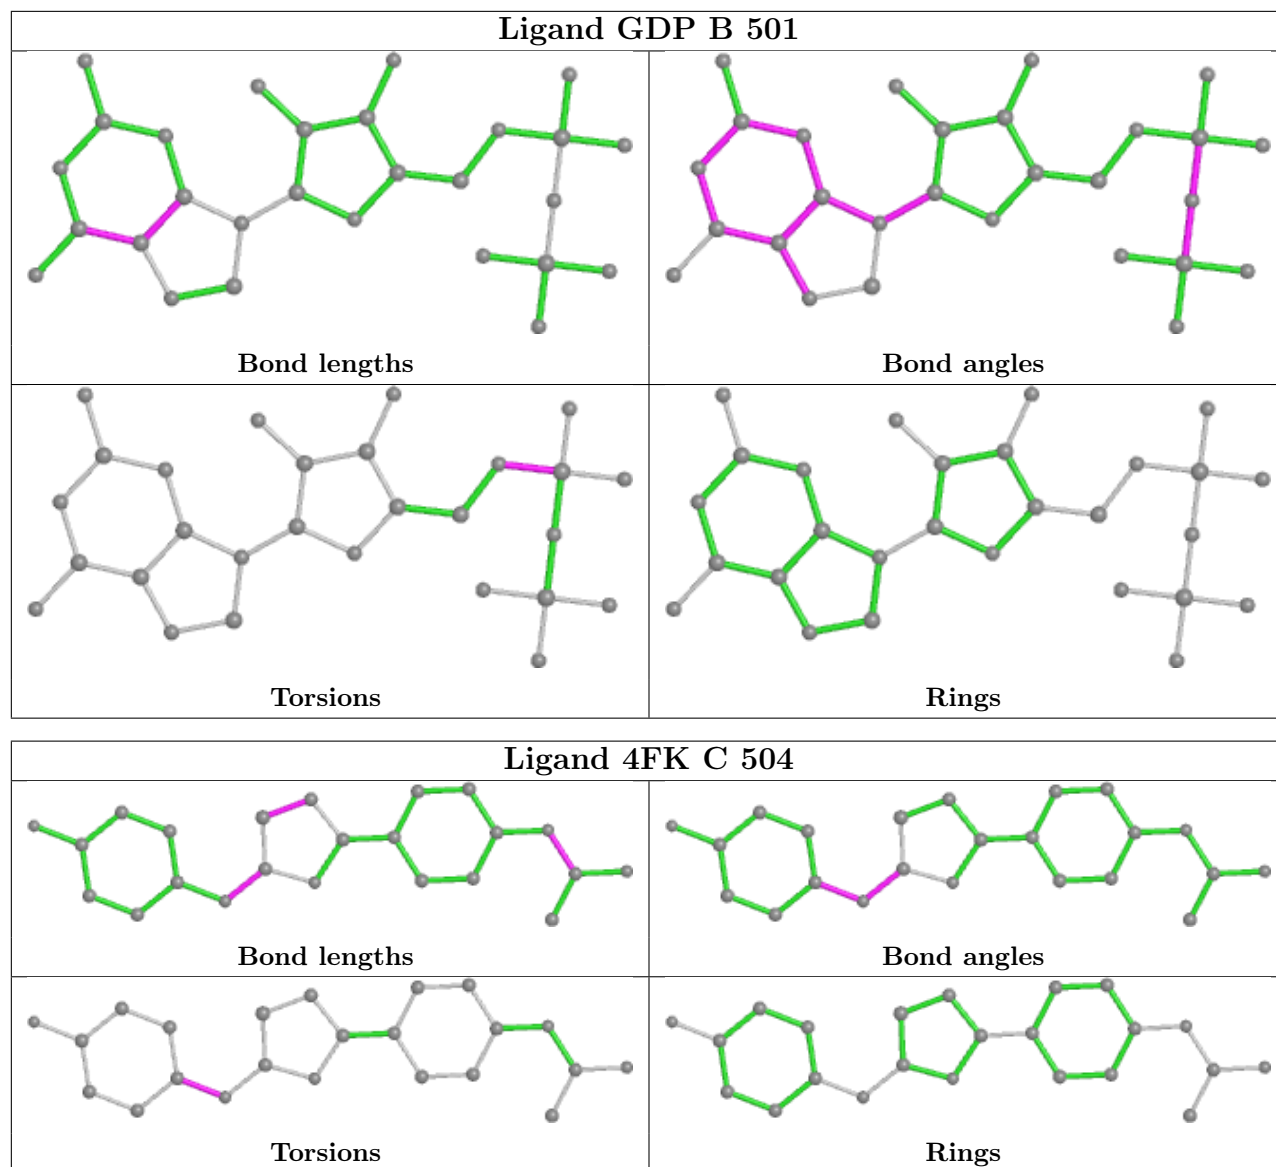 Ligand GDP B 501
Bond lengths
Bond angles
Torsions
Rings
Ligand 4FK C 504
Bond lengths
Bond angles
Torsions
Rings